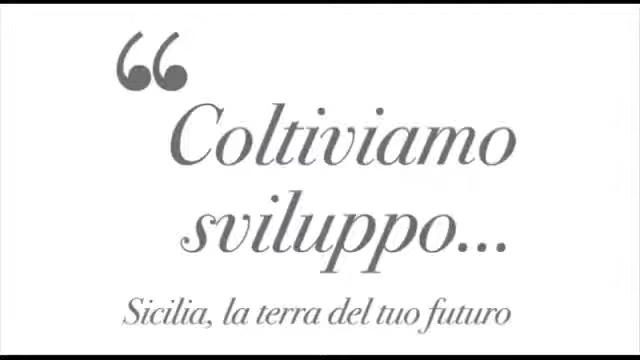 “Coltiviamo
sviluppo...
Sicilia, la terra del tuo futuro